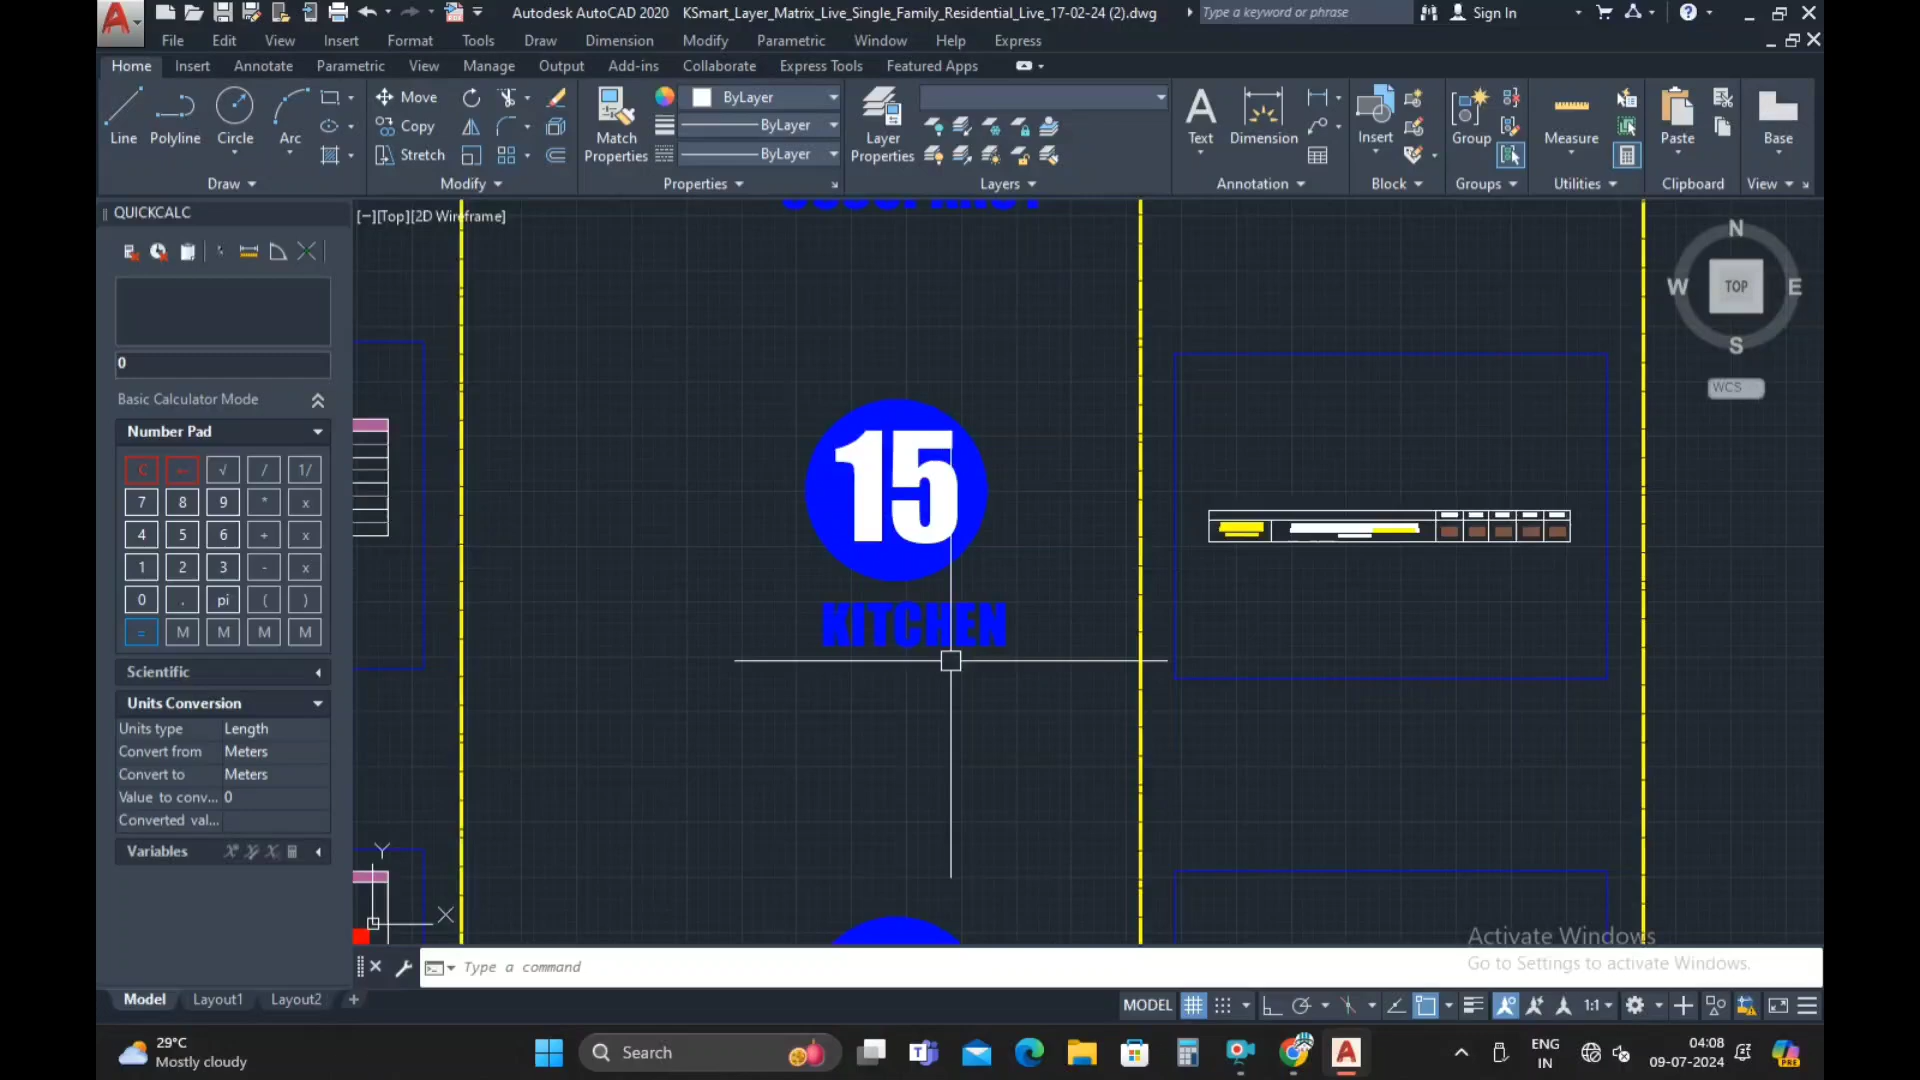 Autodesk AutoCAD 2020 KSmart_Layer_Matrix_Live_Single_Family_Residential_Live_17-02-24 (2).dwg
Type a keyword or phrase
Sign In
File Edit View Insert Format Tools Draw Dimension Modify Parametric Window Help Express
Home Insert Annotate Parametric View Manage Output Add-ins Collaborate Express Tools Featured Apps
Line Polyline Circle Arc
Draw
Move
Copy
Stretch
Modify
Match
Properties
ByLayer
ByLayer
ByLayer
Properties
Layer
Properties
Layers
Text Dimension
Annotation
Insert
Block
Group
Groups
Measure
Utilities
Paste
Clipboard
Base
View
QUICKCALC
0
Basic Calculator Mode
Number Pad
C √ / 1/
7 8 9 * x
4 5 6 + x
1 2 3 - x
0 . pi ( )
= M M M M
Scientific
Units Conversion
Units type Length
Convert from Meters
Convert to Meters
Value to conv... 0
Converted val...
Variables
[−][Top][2D Wireframe]
15
KITCHEN
N
W TOP E
S
WCS
Y
X
Activate Windows
Go to Settings to activate Windows.
Type a command
Model Layout1 Layout2 +
MODEL
1:1
29°C
Mostly cloudy
Search
ENG
IN
04:08
09-07-2024
PRE